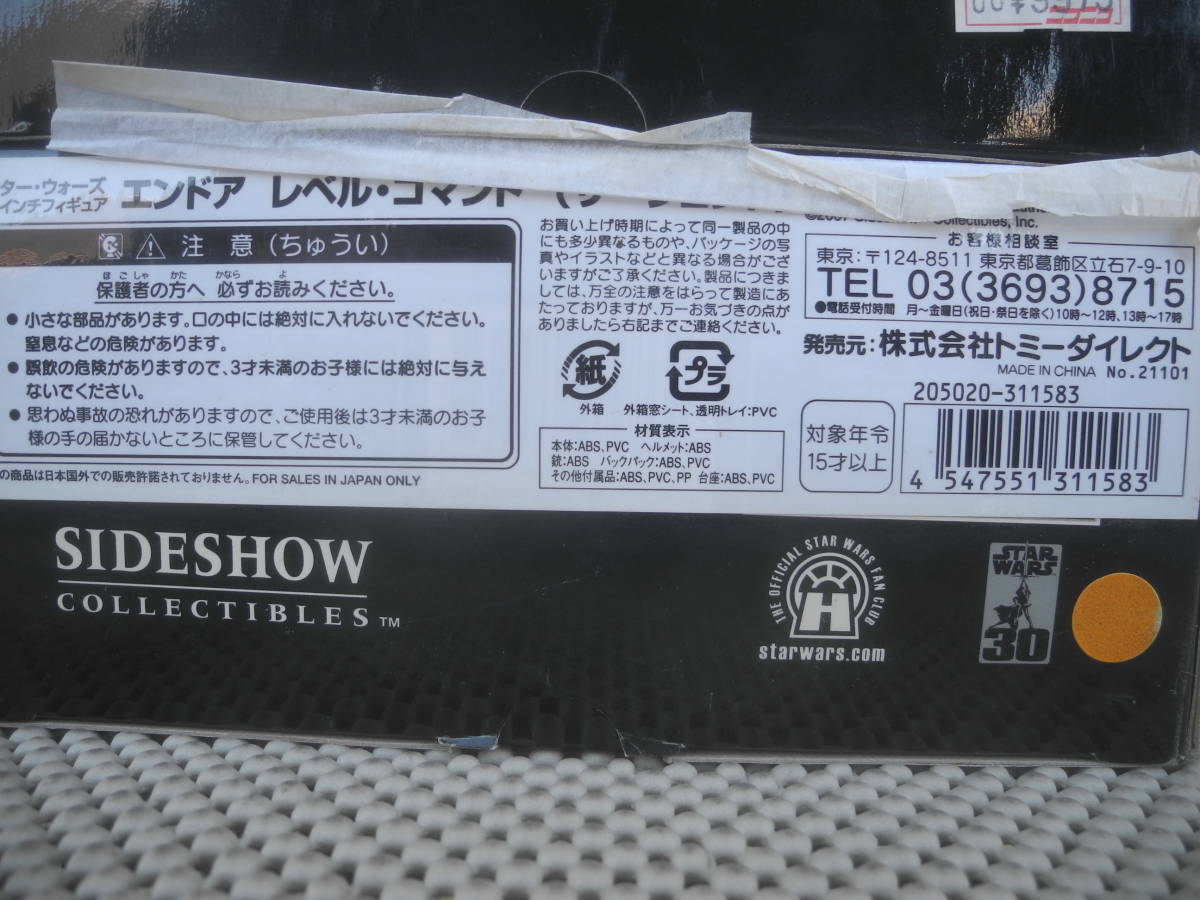 ター・ウォーズ
インチフィギュア
エンドア レベル・コマンド
注 意 (ちゅうい)
ほごしゃ かた かなら よ
保護者の方へ 必ずお読みください。
● 小さな部品があります。口の中には絶対に入れないでください。
窒息などの危険があります。
● 誤飲の危険がありますので、3才未満のお子様には絶対に与え
ないでください。
● 思わぬ事故の恐れがありますので、ご使用後は3才未満のお子
様の手の届かないところに保管してください。
の商品は日本国外での販売許諾されておりません。FOR SALES IN JAPAN ONLY
お買い上げ時期によって同一製品の中
にも多少異なるものや、パッケージの写
真やイラストなどと異なる場合がござ
いますがご了承ください。製品につきま
しては、万全の注意をはらって製造にあ
たっておりますが、万一お気づきの点が
ありましたら右記までご連絡ください。
紙
プラ
外箱 外箱窓シート、透明トレイ:PVC
材質表示
本体:ABS、PVC ヘルメット:ABS
銃:ABS バックパック:ABS、PVC
その他付属品:ABS、PVC、PP 台座:ABS、PVC
Collectibles, Inc.
お客様相談室
東京:〒124-8511 東京都葛飾区立石7-9-10
TEL 03(3693)8715
●電話受付時間 月~金曜日(祝日・祭日を除く)10時~12時、13時~17時
発売元:株式会社トミーダイレクト
MADE IN CHINA No.21101
205020-311583
対象年令
15才以上
4 547551 311583
SIDESHOW
COLLECTIBLES TM
THE OFFICIAL STAR WARS FAN CLUB
H
starwars.com
STAR
WARS
30